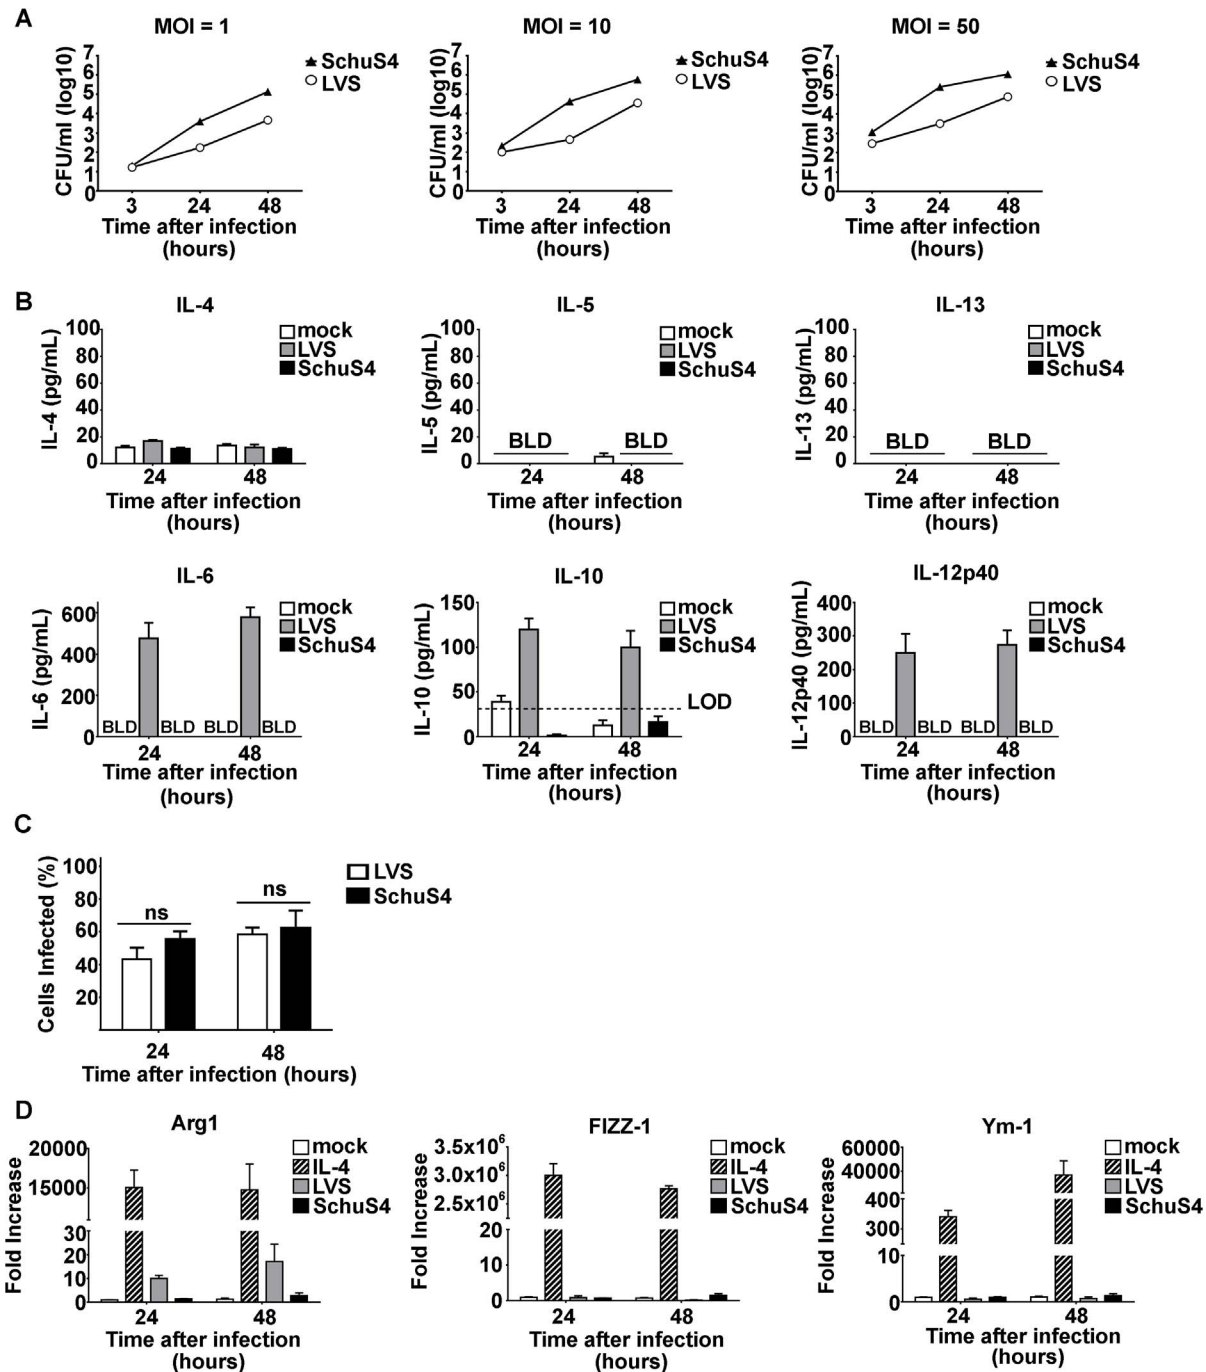 A
MOI = 1
MOI = 10
MOI = 50
CFU/ml (log10)
7
6
5
4
3
2
1
0
SchuS4
LVS
3 24 48
Time after infection
(hours)
CFU/ml (log10)
7
6
5
4
3
2
1
0
SchuS4
LVS
3 24 48
Time after infection
(hours)
CFU/ml (log10)
7
6
5
4
3
2
1
0
SchuS4
LVS
3 24 48
Time after infection
(hours)
B
IL-4
IL-4 (pg/mL)
100
80
60
40
20
0
mock
LVS
SchuS4
24 48
Time after infection
(hours)
IL-5
IL-5 (pg/mL)
100
80
60
40
20
0
mock
LVS
SchuS4
BLD BLD
24 48
Time after infection
(hours)
IL-13
IL-13 (pg/mL)
100
80
60
40
20
0
mock
LVS
SchuS4
BLD BLD
24 48
Time after infection
(hours)
IL-6
IL-6 (pg/mL)
600
400
200
0
mock
LVS
SchuS4
BLD BLD BLD BLD
24 48
Time after infection
(hours)
IL-10
IL-10 (pg/mL)
150
100
50
0
mock
LVS
SchuS4
LOD
24 48
Time after infection
(hours)
IL-12p40
IL-12p40 (pg/mL)
400
300
200
100
0
mock
LVS
SchuS4
BLD BLD BLD BLD
24 48
Time after infection
(hours)
C
Cells Infected (%)
100
80
60
40
20
LVS
SchuS4
ns
ns
24 48
Time after infection (hours)
D
Arg1
Fold Increase
20000
15000
30
20
10
0
mock
IL-4
LVS
SchuS4
24 48
Time after infection
(hours)
FIZZ-1
Fold Increase
3.5x10⁶
3.0x10⁶
2.5x10⁶
20
10
0
mock
IL-4
LVS
SchuS4
24 48
Time after infection
(hours)
Ym-1
Fold Increase
60000
40000
400
300
10
0
mock
IL-4
LVS
SchuS4
24 48
Time after infection
(hours)